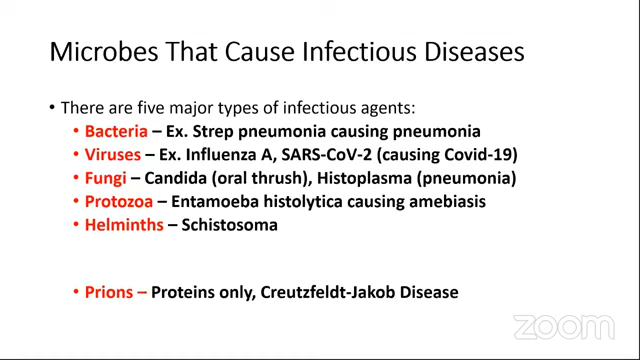 Microbes That Cause Infectious Diseases
• There are five major types of infectious agents:
• Bacteria – Ex. Strep pneumonia causing pneumonia
• Viruses – Ex. Influenza A, SARS-CoV-2 (causing Covid-19)
• Fungi – Candida (oral thrush), Histoplasma (pneumonia)
• Protozoa – Entamoeba histolytica causing amebiasis
• Helminths – Schistosoma
• Prions – Proteins only, Creutzfeldt-Jakob Disease
zoom